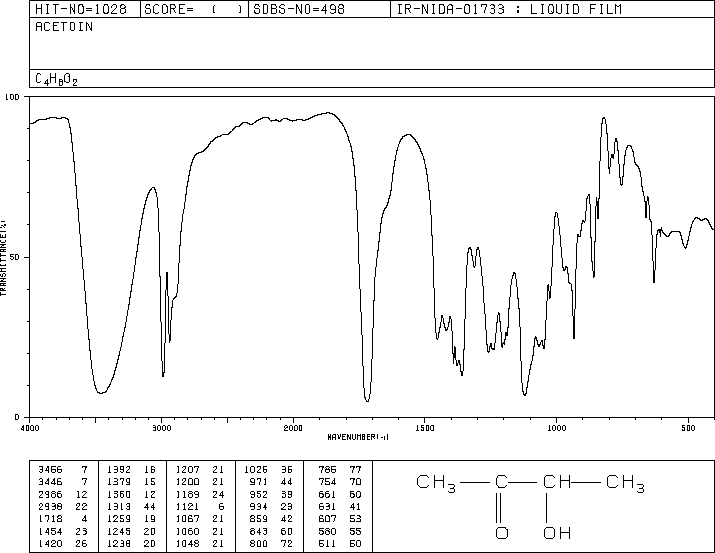 HIT-NO=1028 SCORE= ( ) SDBS-NO=498 IR-NIDA-01733 : LIQUID FILM
ACETOIN
C4H8O2
100
50
0
TRANSMITTANCE(%)
4000 3000 2000 1500 1000 500
WAVENUMBER(-1)
3466 7 1392 16 1207 21 1026 36 786 77
3446 7 1379 15 1200 21 971 44 754 70
2986 12 1360 12 1189 24 952 39 661 60
2938 22 1313 44 1121 6 934 23 631 41
1718 4 1259 19 1067 21 859 42 607 53
1454 23 1245 20 1060 21 843 60 580 55
1420 26 1238 20 1048 21 800 72 511 50
CH3 C CH CH3
O OH